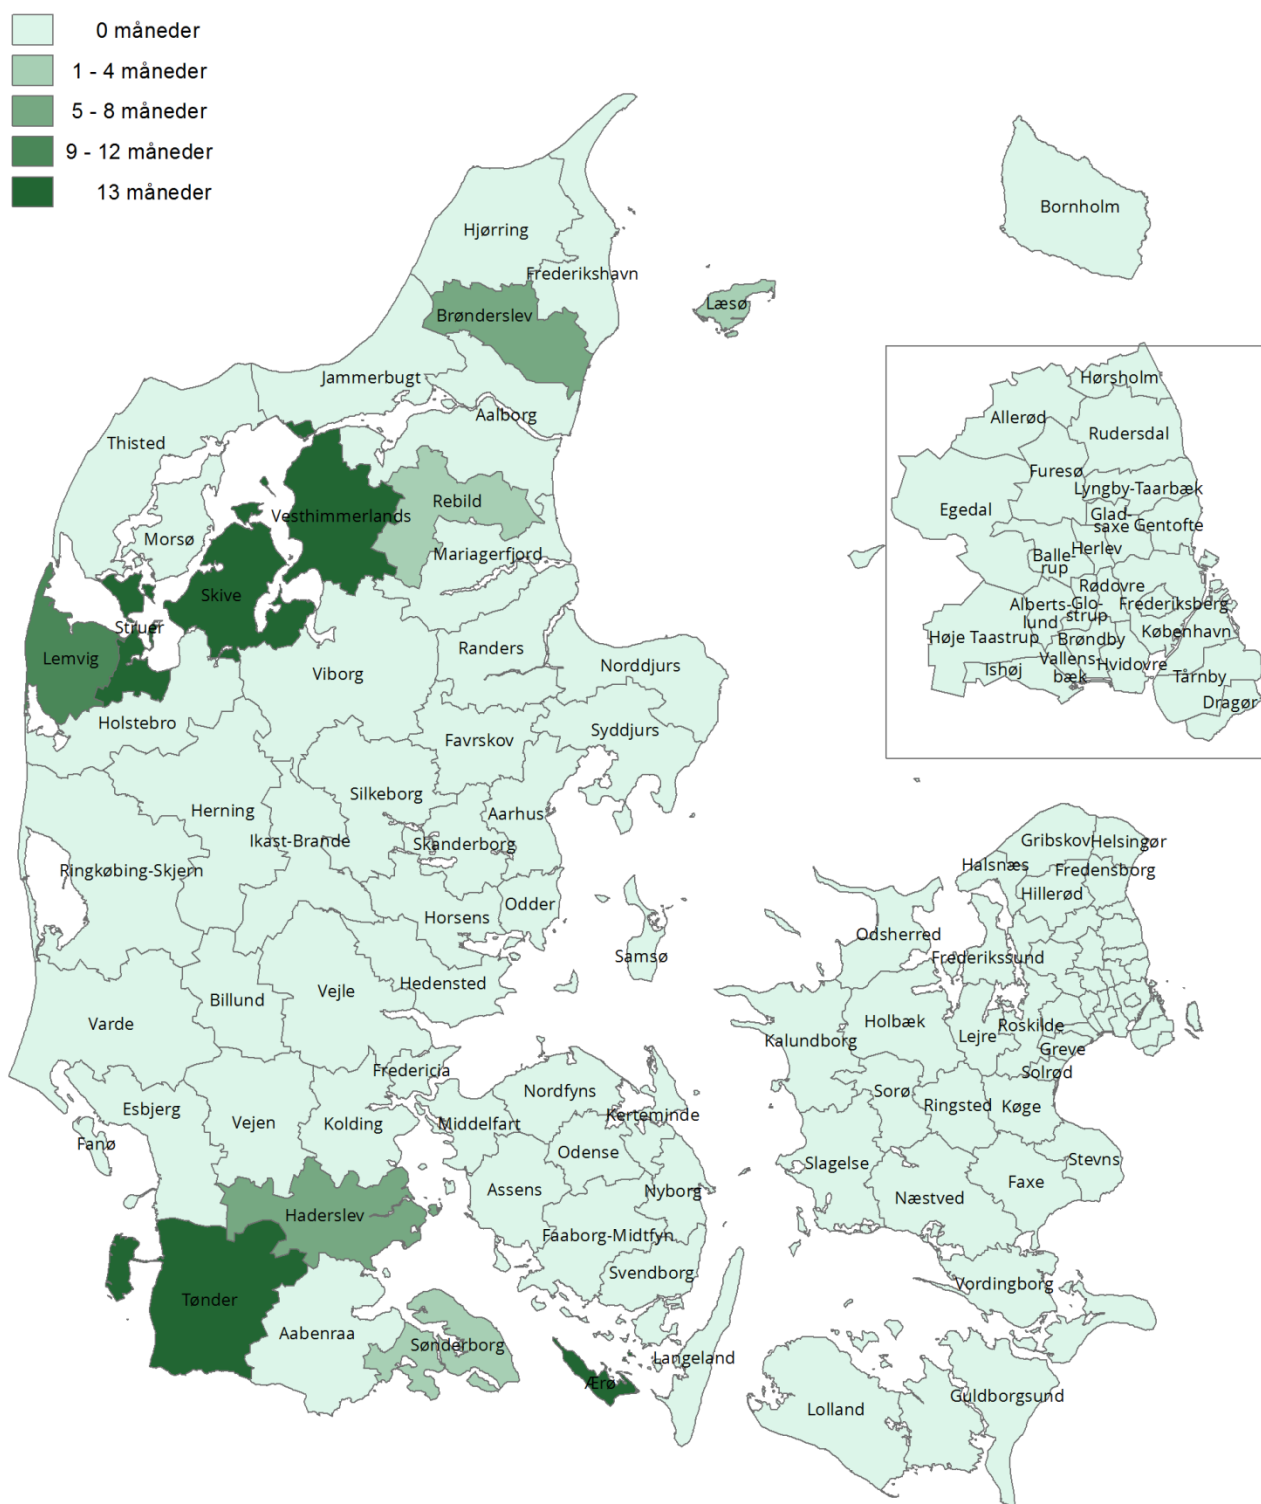 0 måneder
1 - 4 måneder
5 - 8 måneder
9 - 12 måneder
13 måneder
Bornholm
Hjørring
Frederikshavn
Læsø
Brønderslev
Jammerbugt
Aalborg
Thisted
Rebild
Vesthimmerlands
Morsø
Mariagerfjord
Skive
Struer
Lemvig
Randers
Norddjurs
Viborg
Holstebro
Syddjurs
Favrskov
Silkeborg
Herning
Aarhus
Ikast-Brande
Skanderborg
Ringkøbing-Skjern
Odder
Horsens
Samsø
Hedensted
Vejle
Billund
Varde
Fredericia
Esbjerg
Vejen
Kolding
Fanø
Haderslev
Tønder
Aabenraa
Sønderborg
Nordfyns
Middelfart
Kerteminde
Odense
Assens
Nyborg
Faaborg-Midtfyn
Svendborg
Langeland
Ærø
Hørsholm
Allerød
Rudersdal
Furesø
Lyngby-Taarbæk
Egedal
Glad-
saxe
Gentofte
Herlev
Balle-
rup
Rødovre
Alberts-
lund
Glo-
strup
Frederiksberg
Høje Taastrup
Brøndby
København
Ishøj
Vallens-
bæk
Hvidovre
Tårnby
Dragør
Gribskov
Helsingør
Halsnæs
Fredensborg
Hillerød
Odsherred
Frederikssund
Holbæk
Roskilde
Kalundborg
Lejre
Greve
Solrød
Sorø
Ringsted
Køge
Slagelse
Stevns
Faxe
Næstved
Vordingborg
Guldborgsund
Lolland